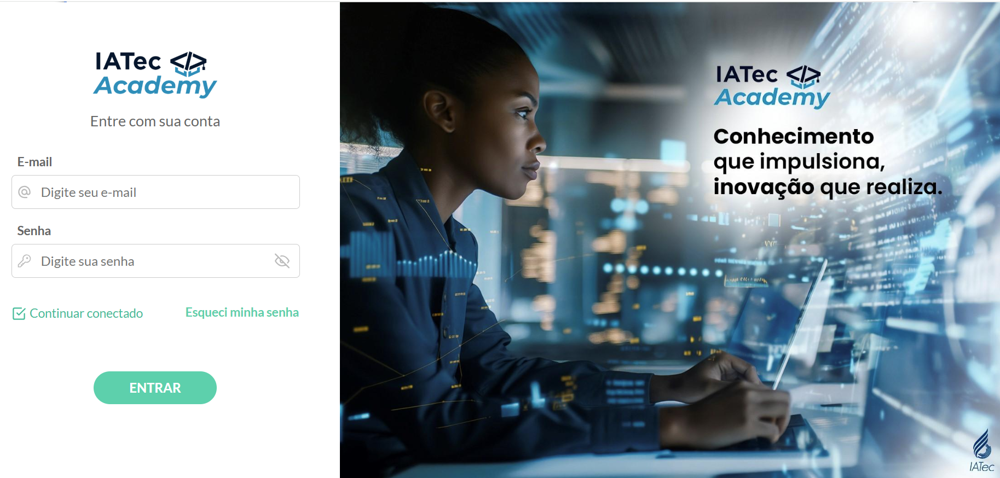 IATec
Academy
Entre com sua conta
E-mail
Digite seu e-mail
Senha
Digite sua senha
Continuar conectado
Esqueci minha senha
ENTRAR
IATec
Academy
Conhecimento
que impulsiona,
inovação que realiza.
IATec